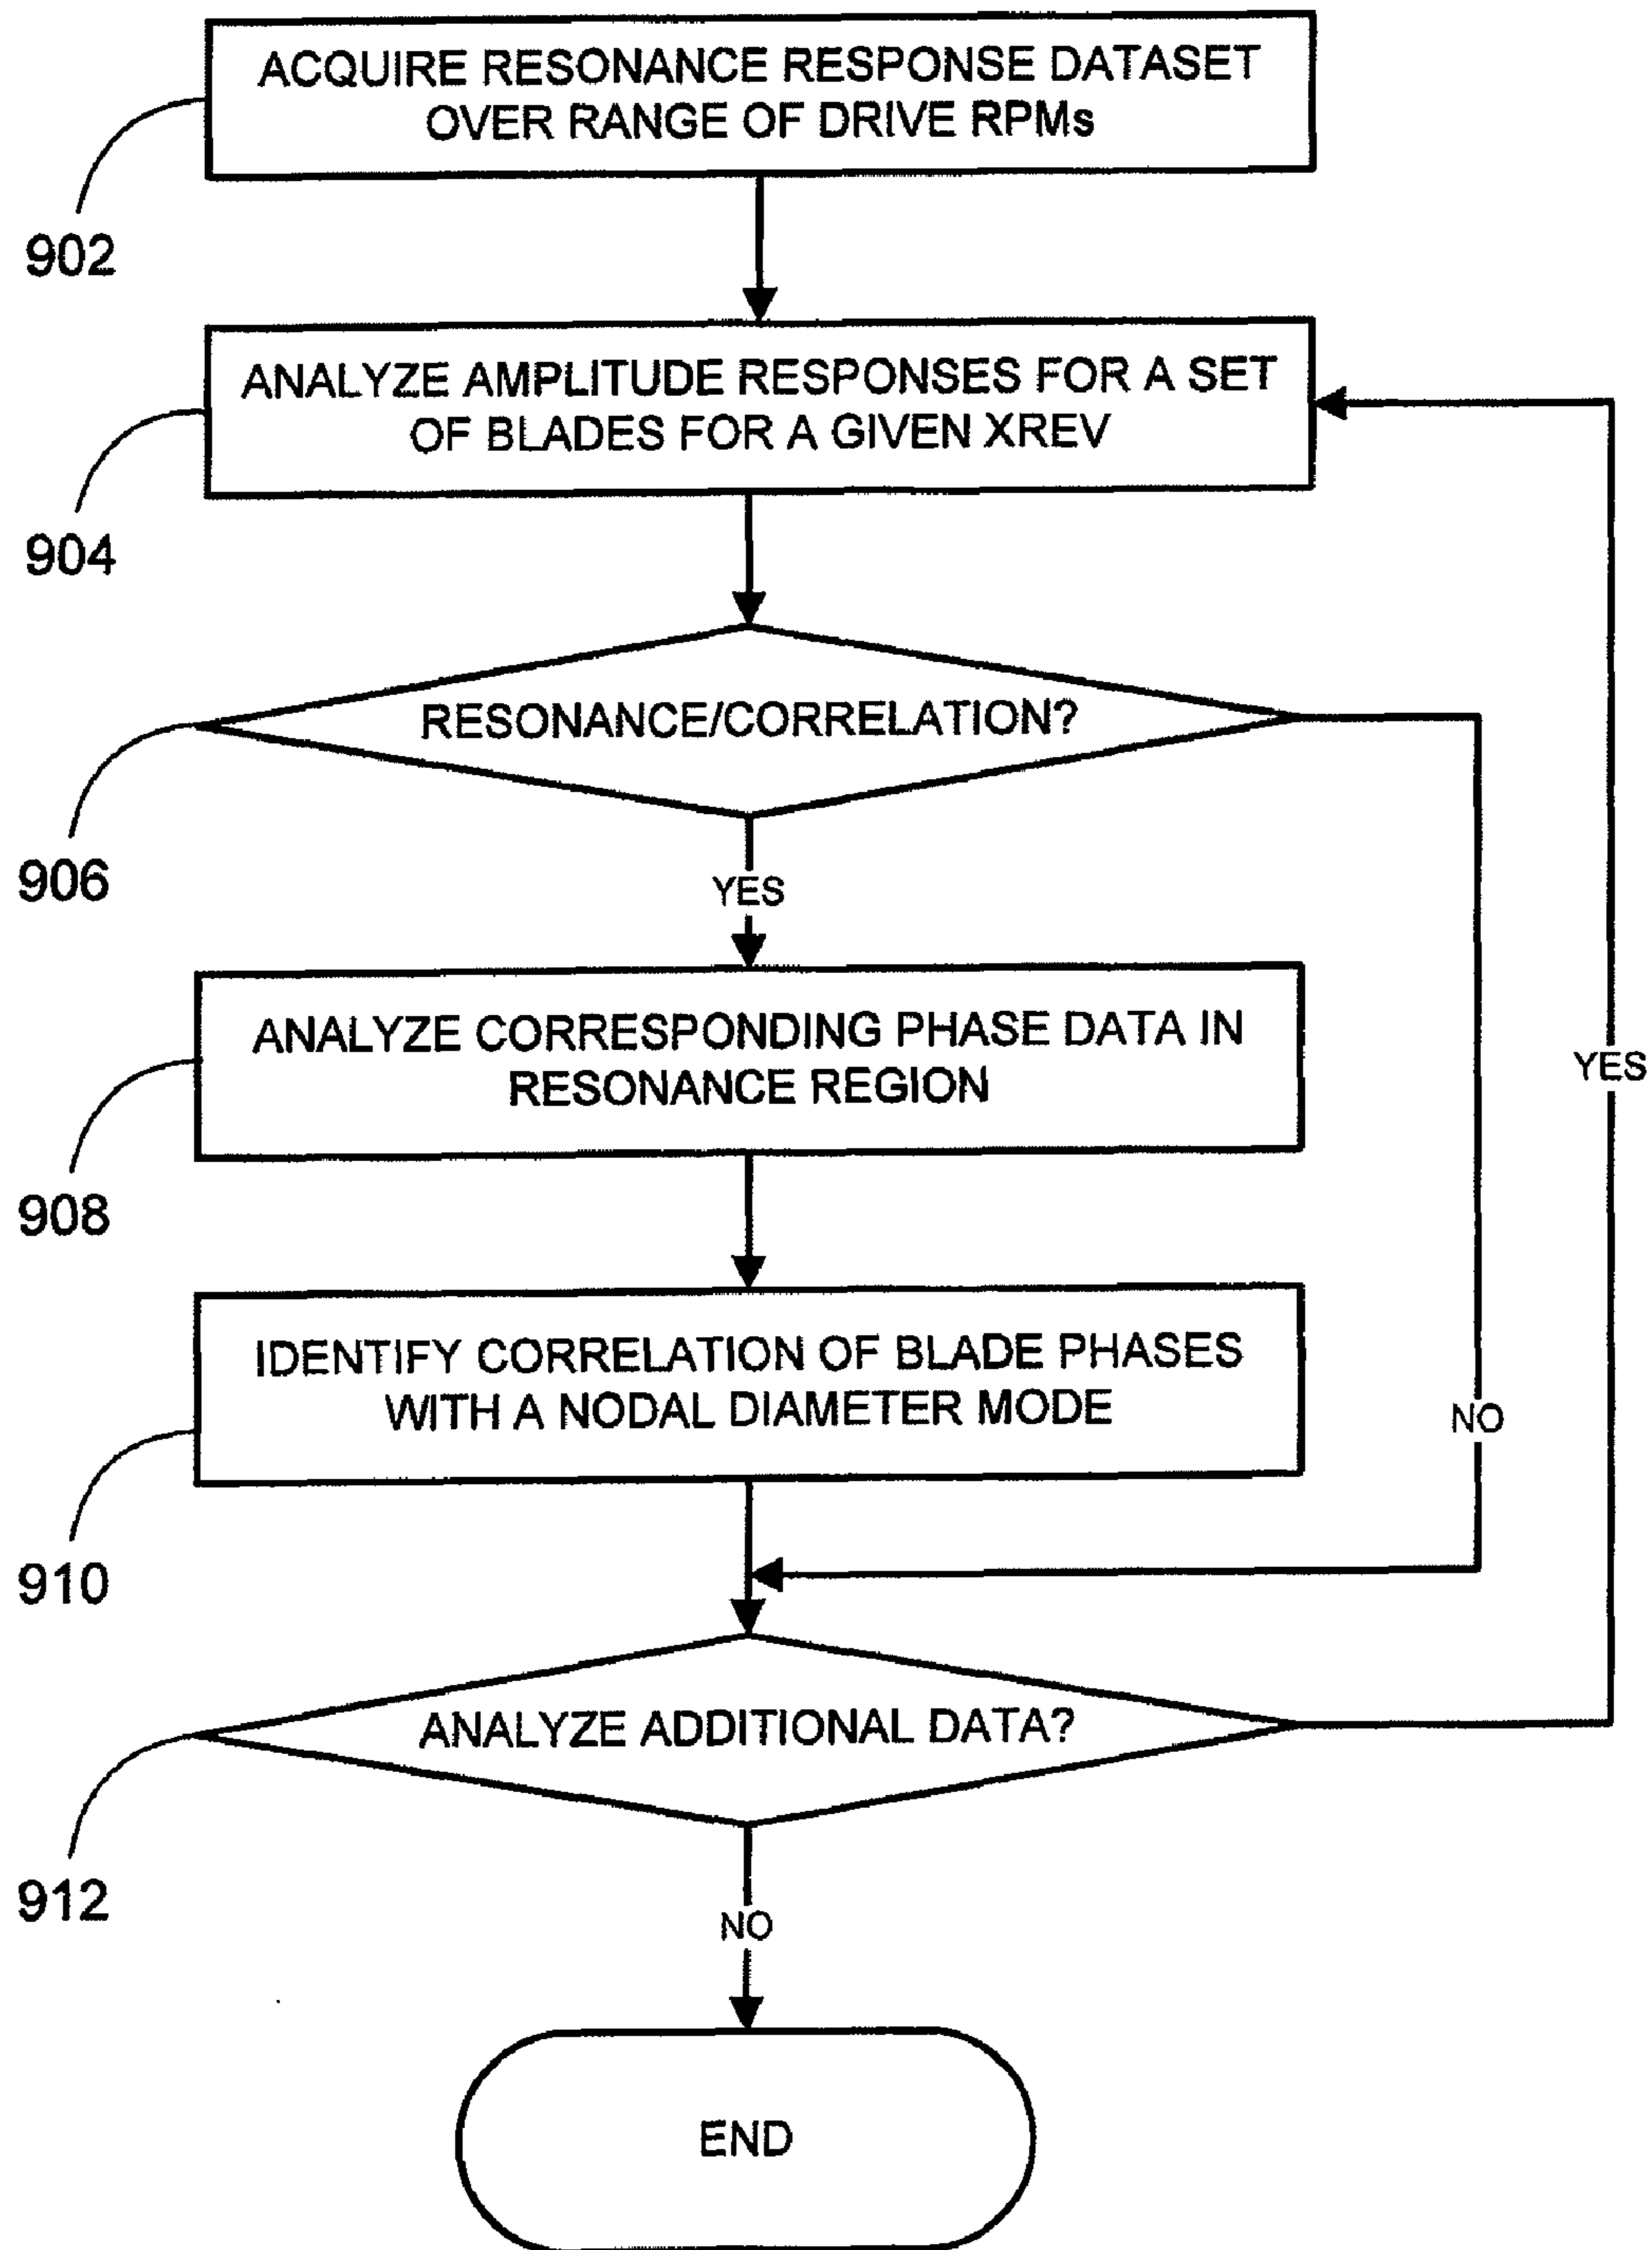 ACQUIRE RESONANCE RESPONSE DATASET
OVER RANGE OF DRIVE RPMs
902
ANALYZE AMPLITUDE RESPONSES FOR A SET
OF BLADES FOR A GIVEN XREV
904
RESONANCE/CORRELATION?
906
YES
ANALYZE CORRESPONDING PHASE DATA IN
RESONANCE REGION
YES
908
IDENTIFY CORRELATION OF BLADE PHASES
WITH A NODAL DIAMETER MODE
NO
910
ANALYZE ADDITIONAL DATA?
912
NO
END